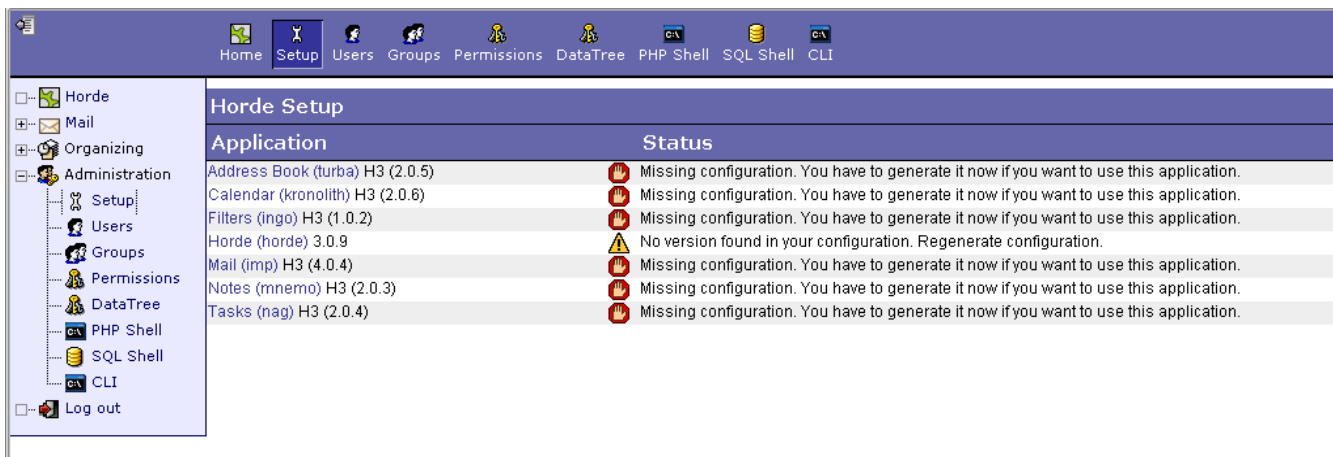 Home Setup Users Groups Permissions DataTree PHP Shell SQL Shell CLI
Horde
Mail
Organizing
Administration
Setup
Users
Groups
Permissions
DataTree
PHP Shell
SQL Shell
CLI
Log out
Horde Setup
Application Status
Address Book (turba) H3 (2.0.5) Missing configuration. You have to generate it now if you want to use this application.
Calendar (kronolith) H3 (2.0.6) Missing configuration. You have to generate it now if you want to use this application.
Filters (ingo) H3 (1.0.2) Missing configuration. You have to generate it now if you want to use this application.
Horde (horde) 3.0.9 No version found in your configuration. Regenerate configuration.
Mail (imp) H3 (4.0.4) Missing configuration. You have to generate it now if you want to use this application.
Notes (mnemo) H3 (2.0.3) Missing configuration. You have to generate it now if you want to use this application.
Tasks (nag) H3 (2.0.4) Missing configuration. You have to generate it now if you want to use this application.